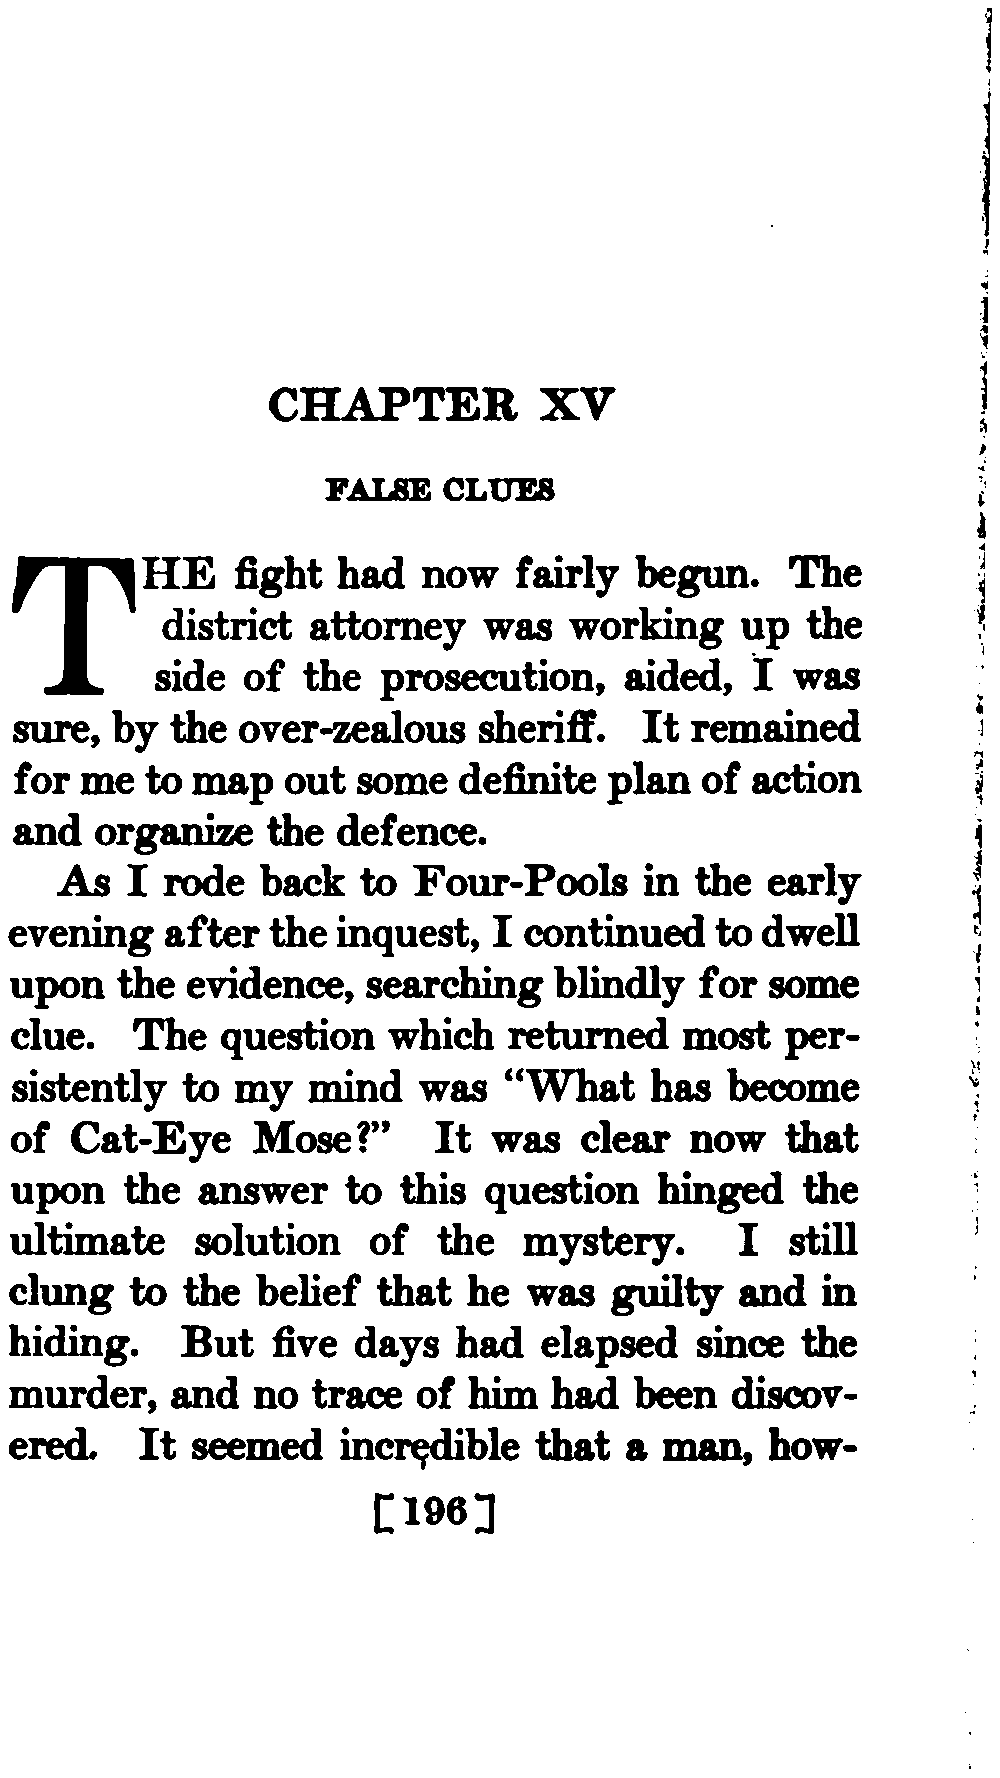 CHAPTER XV
FALSE CLUES
THE fight had now fairly begun. The
district attorney was working up the
side of the prosecution, aided, I was
sure, by the over-zealous sheriff. It remained
for me to map out some definite plan of action
and organize the defence.
As I rode back to Four-Pools in the early
evening after the inquest, I continued to dwell
upon the evidence, searching blindly for some
clue. The question which returned most per-
sistently to my mind was “What has become
of Cat-Eye Mose?” It was clear now that
upon the answer to this question hinged the
ultimate solution of the mystery. I still
clung to the belief that he was guilty and in
hiding. But five days had elapsed since the
murder, and no trace of him had been discov-
ered. It seemed incredible that a man, how-
[196]